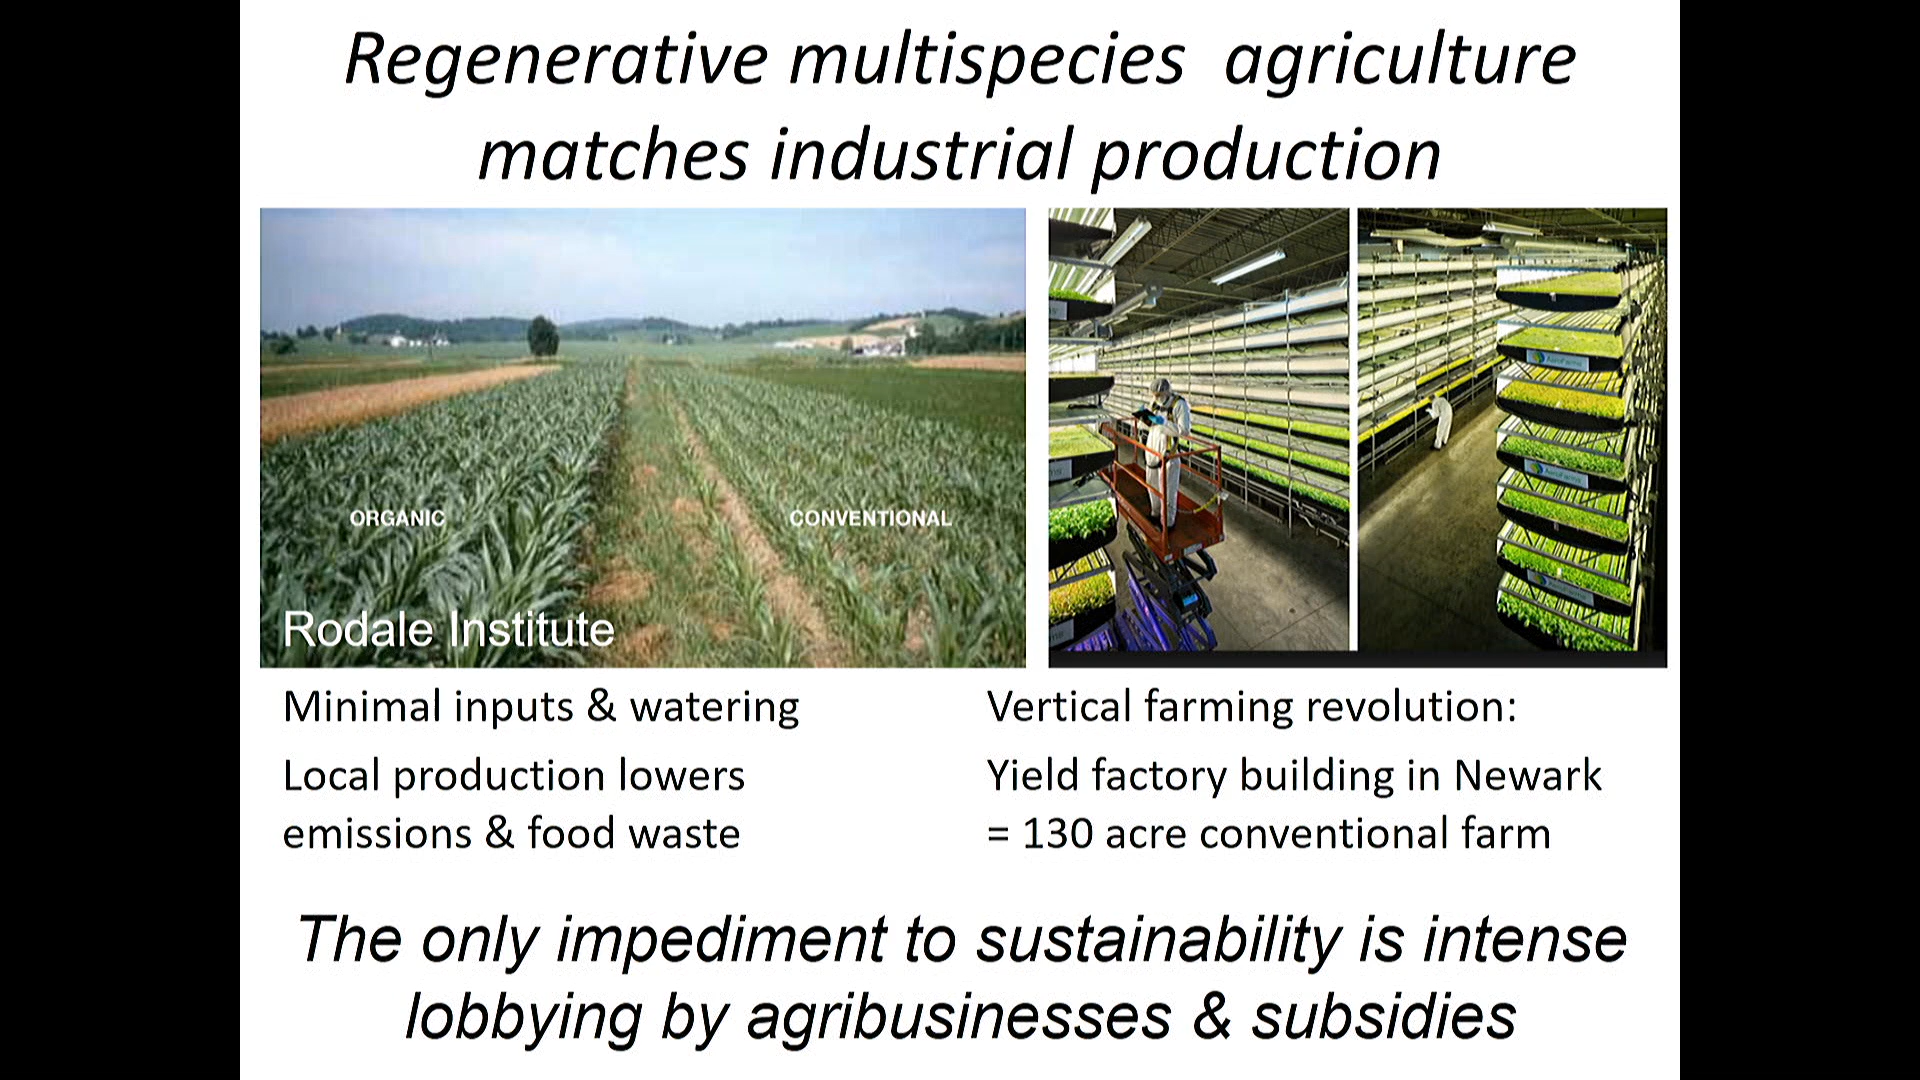 Regenerative multispecies agriculture
matches industrial production
ORGANIC
CONVENTIONAL
Rodale Institute
Minimal inputs & watering
Local production lowers
emissions & food waste
Vertical farming revolution:
Yield factory building in Newark
= 130 acre conventional farm
The only impediment to sustainability is intense
lobbying by agribusinesses & subsidies